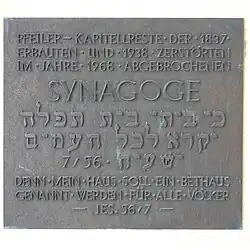 PFEILER – KAPITELLRESTE · DER · 1837
ERBAUTEN · UND · 1938 · ZERSTÖRTEN
IM · JAHRE · 1968 · ABGEBROCHENEN
SYNAGOGE
כי ביתי בית תפלה
יקרא לכל העמים
ישעיה · 7 / 56
DENN · MEIN · HAUS · SOLL · EIN · BETHAUS
GENANNT · WERDEN · FÜR · ALLE · VÖLKER
— JES. 56/7 —